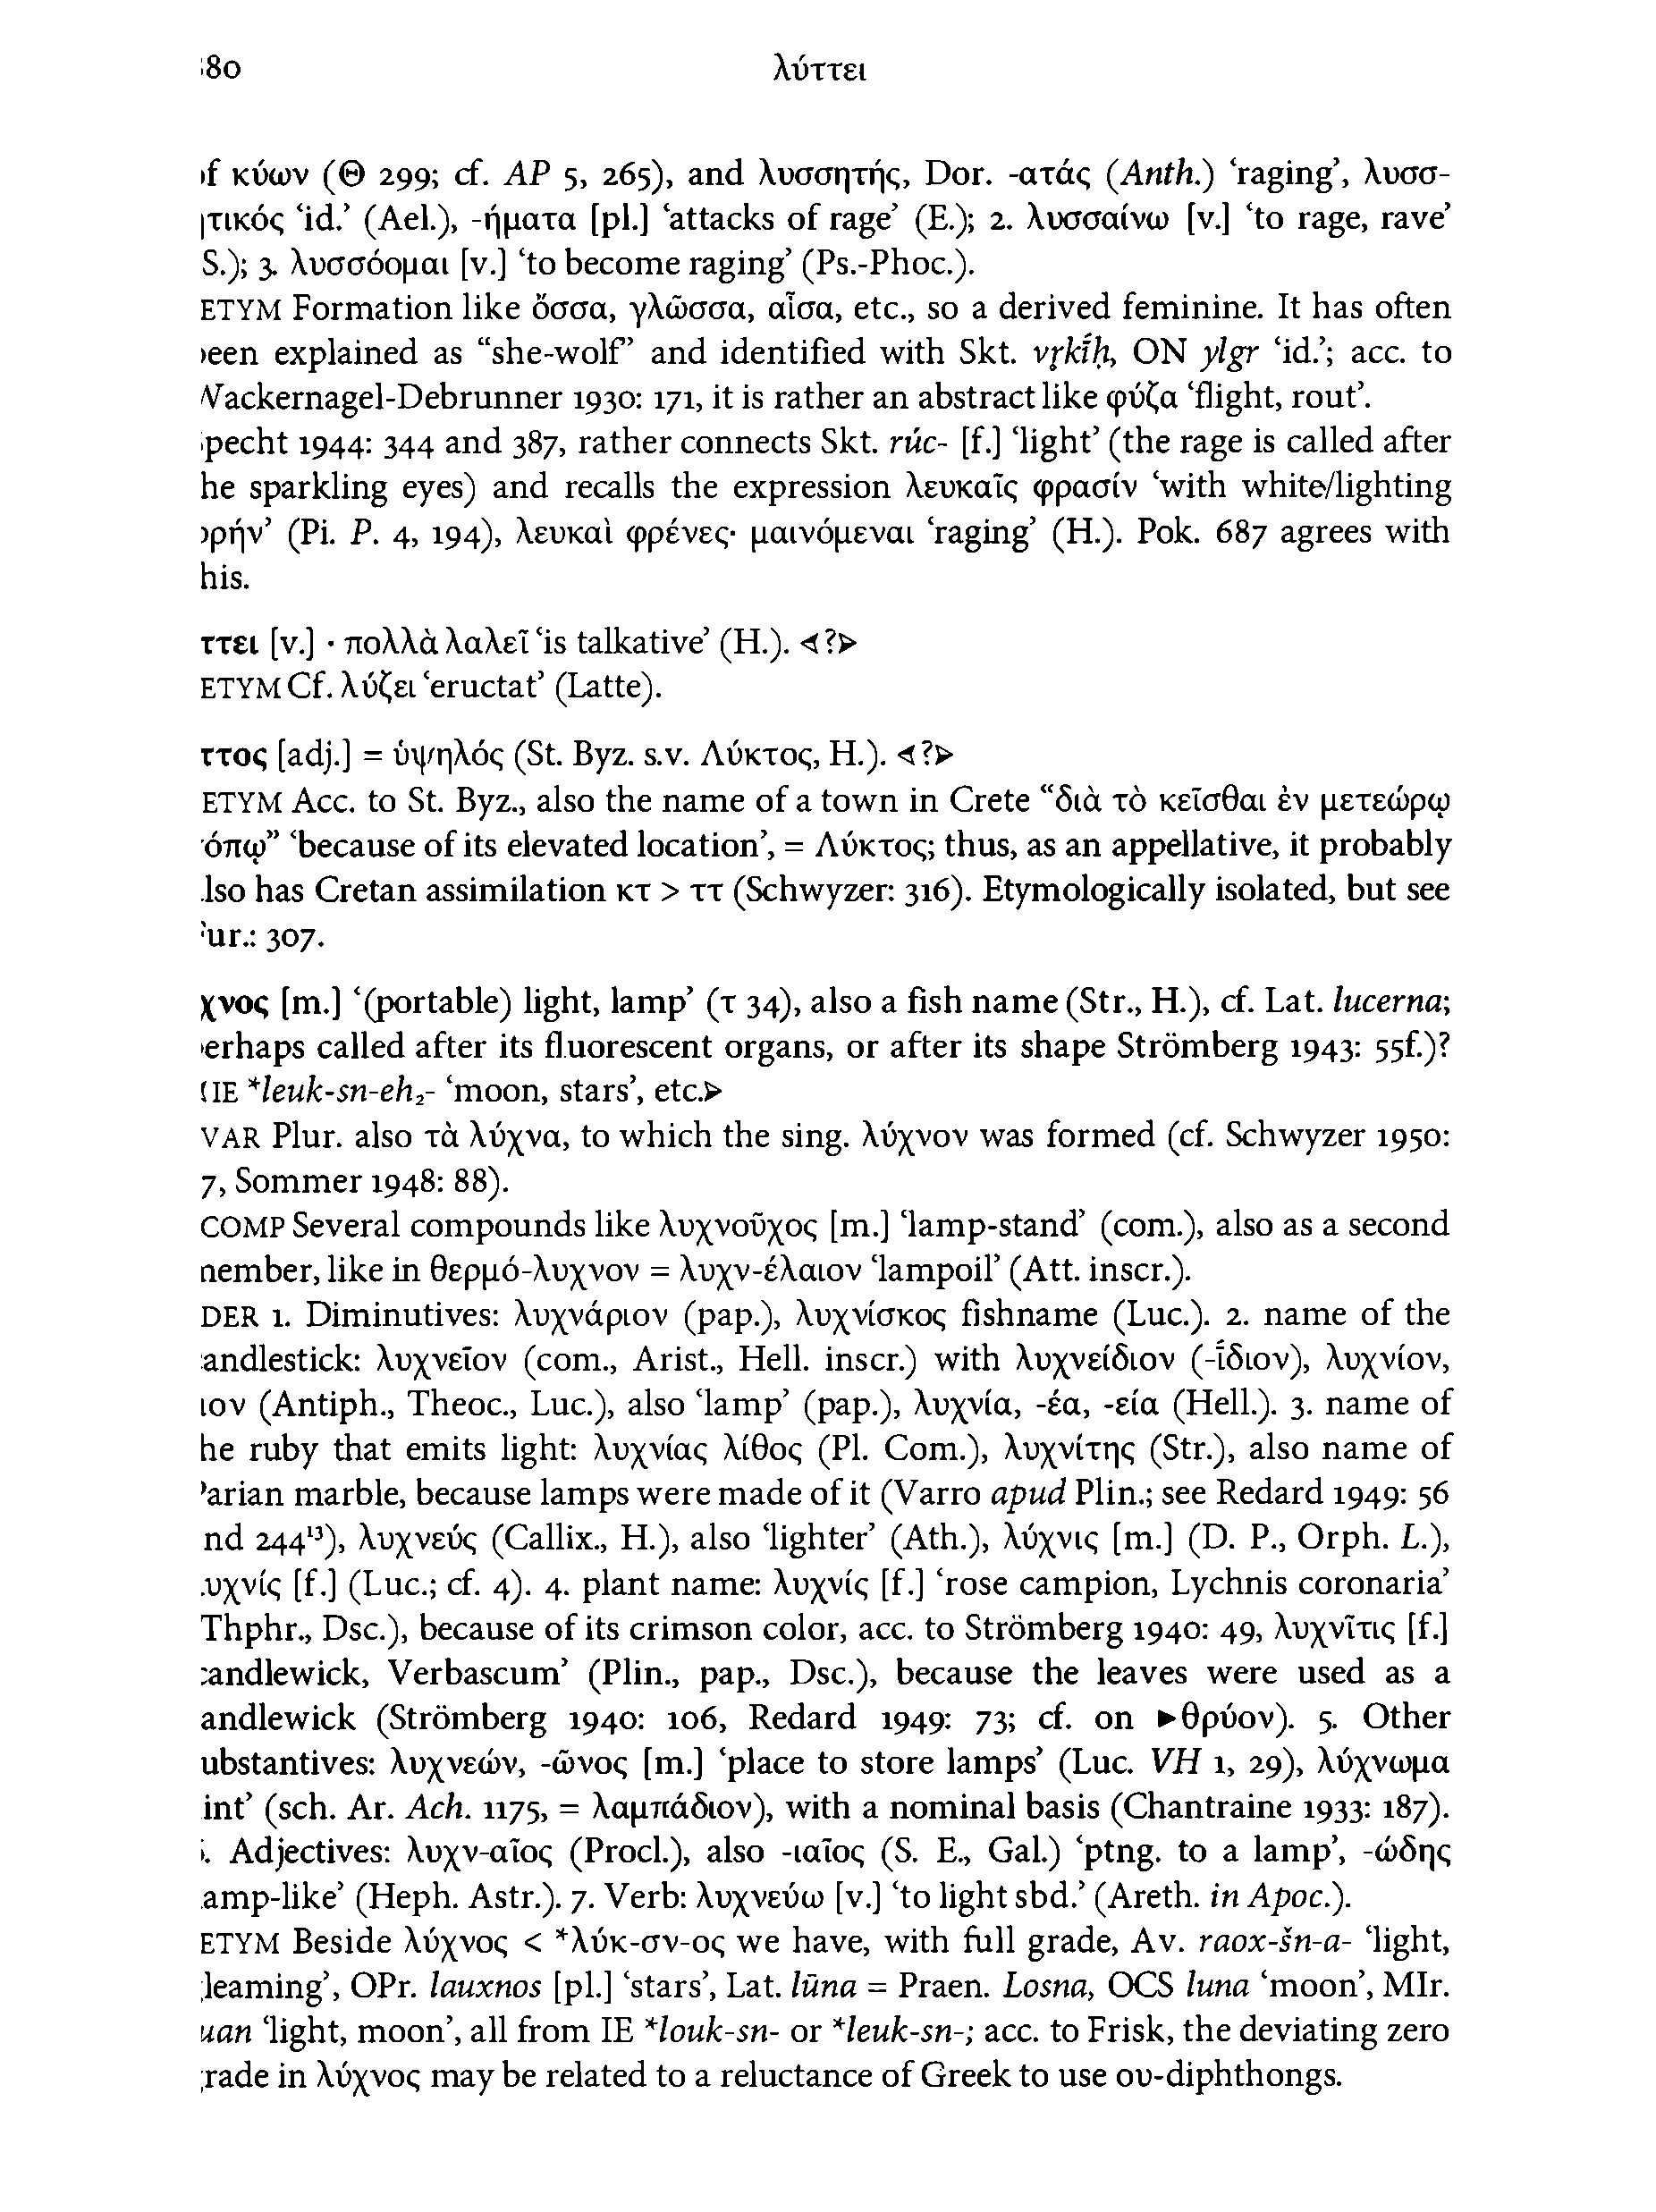 80 λύττει
f κύων (Θ 299; cf. AP 5, 265), and λυσσητής, Dor. -ατάς (Anth.) ‘raging’, λυσσ-
τικός ‘id.’ (Ael.), -ήματα [pl.] ‘attacks of rage’ (E.); 2. λυσσαίνω [v.] ‘to rage, rave’
S.); 3. λυσσόομαι [v.] ‘to become raging’ (Ps.-Phoc.).
ETYM Formation like ὄσσα, γλῶσσα, αἶσα, etc., so a derived feminine. It has often
een explained as “she-wolf” and identified with Skt. vr̥kī́ḥ, ON ylgr ‘id.’; acc. to
Wackernagel-Debrunner 1930: 171, it is rather an abstract like φύζα ‘flight, rout’.
pecht 1944: 344 and 387, rather connects Skt. rúc- [f.] ‘light’ (the rage is called after
he sparkling eyes) and recalls the expression λευκαῖς φρασίν ‘with white/lighting
ρήν’ (Pi. P. 4, 194), λευκαὶ φρένες· μαινόμεναι ‘raging’ (H.). Pok. 687 agrees with
his.
ττει [v.] · πολλὰ λαλεῖ ‘is talkative’ (H.). ◁?▷
ETYM Cf. λύζει ‘eructat’ (Latte).
ττος [adj.] = ὑψηλός (St. Byz. s.v. Λύκτος, H.). ◁?▷
ETYM Acc. to St. Byz., also the name of a town in Crete “διὰ τὸ κεῖσθαι ἐν μετεώρῳ
όπῳ” ‘because of its elevated location’, = Λύκτος; thus, as an appellative, it probably
lso has Cretan assimilation κτ > ττ (Schwyzer: 316). Etymologically isolated, but see
ur.: 307.
χνος [m.] ‘(portable) light, lamp’ (τ 34), also a fish name (Str., H.), cf. Lat. lucerna;
erhaps called after its fluorescent organs, or after its shape Strömberg 1943: 55f.)?
IE *leuk-sn-eh₂- ‘moon, stars’, etc.▷
VAR Plur. also τὰ λύχνα, to which the sing. λύχνον was formed (cf. Schwyzer 1950:
7, Sommer 1948: 88).
COMP Several compounds like λυχνοῦχος [m.] ‘lamp-stand’ (com.), also as a second
nember, like in θερμό-λυχνον = λυχν-έλαιον ‘lampoil’ (Att. inscr.).
DER 1. Diminutives: λυχνάριον (pap.), λυχνίσκος fishname (Luc.). 2. name of the
andlestick: λυχνεῖον (com., Arist., Hell. inscr.) with λυχνείδιον (-ίδιον), λυχνίον,
ιον (Antiph., Theoc., Luc.), also ‘lamp’ (pap.), λυχνία, -έα, -εία (Hell.). 3. name of
he ruby that emits light: λυχνίας λίθος (Pl. Com.), λυχνίτης (Str.), also name of
arian marble, because lamps were made of it (Varro apud Plin.; see Redard 1949: 56
nd 244¹³), λυχνεύς (Callix., H.), also ‘lighter’ (Ath.), λύχνις [m.] (D. P., Orph. L.),
υχνίς [f.] (Luc.; cf. 4). 4. plant name: λυχνίς [f.] ‘rose campion, Lychnis coronaria’
Thphr., Dsc.), because of its crimson color, acc. to Strömberg 1940: 49, λυχνῖτις [f.]
candlewick, Verbascum’ (Plin., pap., Dsc.), because the leaves were used as a
andlewick (Strömberg 1940: 106, Redard 1949: 73; cf. on ▶θρύον). 5. Other
ubstantives: λυχνεών, -ῶνος [m.] ‘place to store lamps’ (Luc. VH 1, 29), λύχνωμα
int’ (sch. Ar. Ach. 1175, = λαμπάδιον), with a nominal basis (Chantraine 1933: 187).
. Adjectives: λυχν-αῖος (Procl.), also -ιαῖος (S. E., Gal.) ‘ptng. to a lamp’, -ώδης
amp-like’ (Heph. Astr.). 7. Verb: λυχνεύω [v.] ‘to light sbd.’ (Areth. in Apoc.).
ETYM Beside λύχνος < *λύκ-σν-ος we have, with full grade, Av. raox-šn-a- ‘light,
leaming’, OPr. lauxnos [pl.] ‘stars’, Lat. lūna = Praen. Losna, OCS luna ‘moon’, MIr.
uan ‘light, moon’, all from IE *louk-sn- or *leuk-sn-; acc. to Frisk, the deviating zero
rade in λύχνος may be related to a reluctance of Greek to use ου-diphthongs.